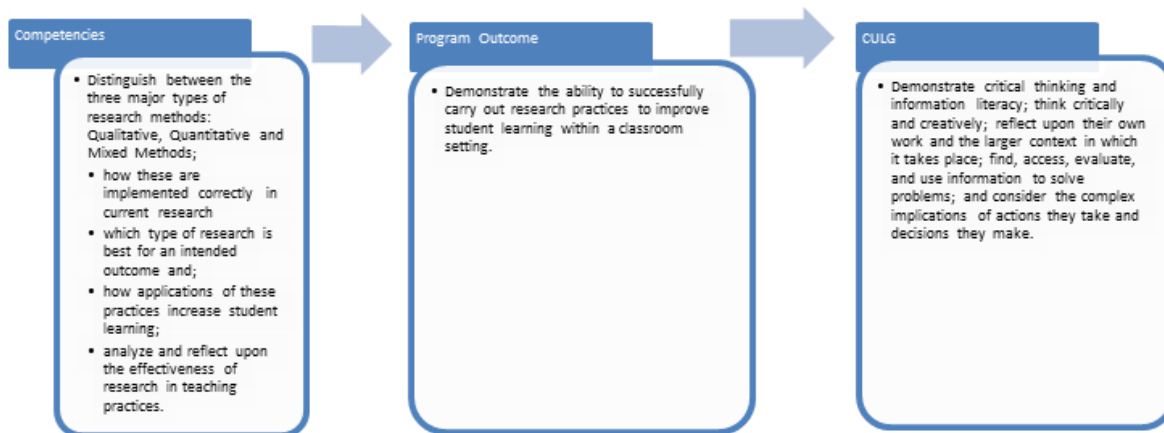 Competencies
• Distinguish between the
three major types of
research methods:
Qualitative, Quantitative and
Mixed Methods;
• how these are
implemented correctly in
current research
• which type of research is
best for an intended
outcome and;
• how applications of these
practices increase student
learning;
• analyze and reflect upon
the effectiveness of
research in teaching
practices.
Program Outcome
• Demonstrate the ability to successfully
carry out research practices to improve
student learning within a classroom
setting.
CULG
• Demonstrate critical thinking and
information literacy; think critically
and creatively; reflect upon their own
work and the larger context in which
it takes place; find, access, evaluate,
and use information to solve
problems; and consider the complex
implications of actions they take and
decisions they make.